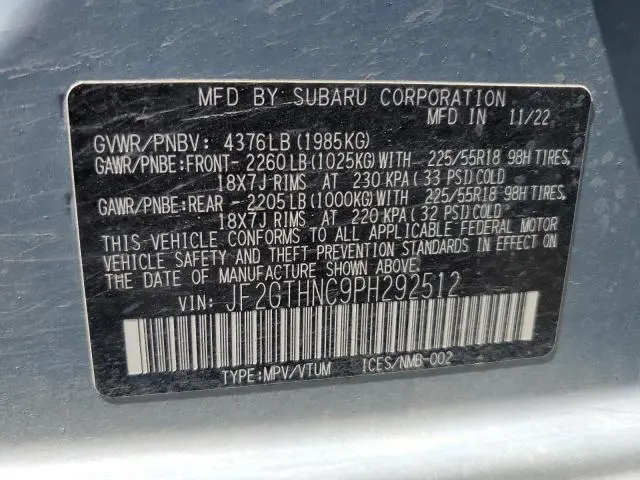 MFD BY SUBARU CORPORATION
MFD IN 11/22
GVWR/PNBV: 4376LB (1985KG)
GAWR/PNBE:FRONT- 2260LB (1025KG) WITH 225/55R18 98H TIRES,
18X7J RIMS AT 230 KPA (33 PSI) COLD
GAWR/PNBE:REAR - 2205LB (1000KG) WITH 225/55R18 98H TIRES,
18X7J RIMS AT 220 KPA (32 PSI) COLD
THIS VEHICLE CONFORMS TO ALL APPLICABLE FEDERAL MOTOR
VEHICLE SAFETY AND THEFT PREVENTION STANDARDS IN EFFECT ON
THE DATE OF MANUFACTURE SHOWN ABOVE.
VIN: JF2GTHNC9PH292512
TYPE:MPV/VTUM ICES/NMB-002